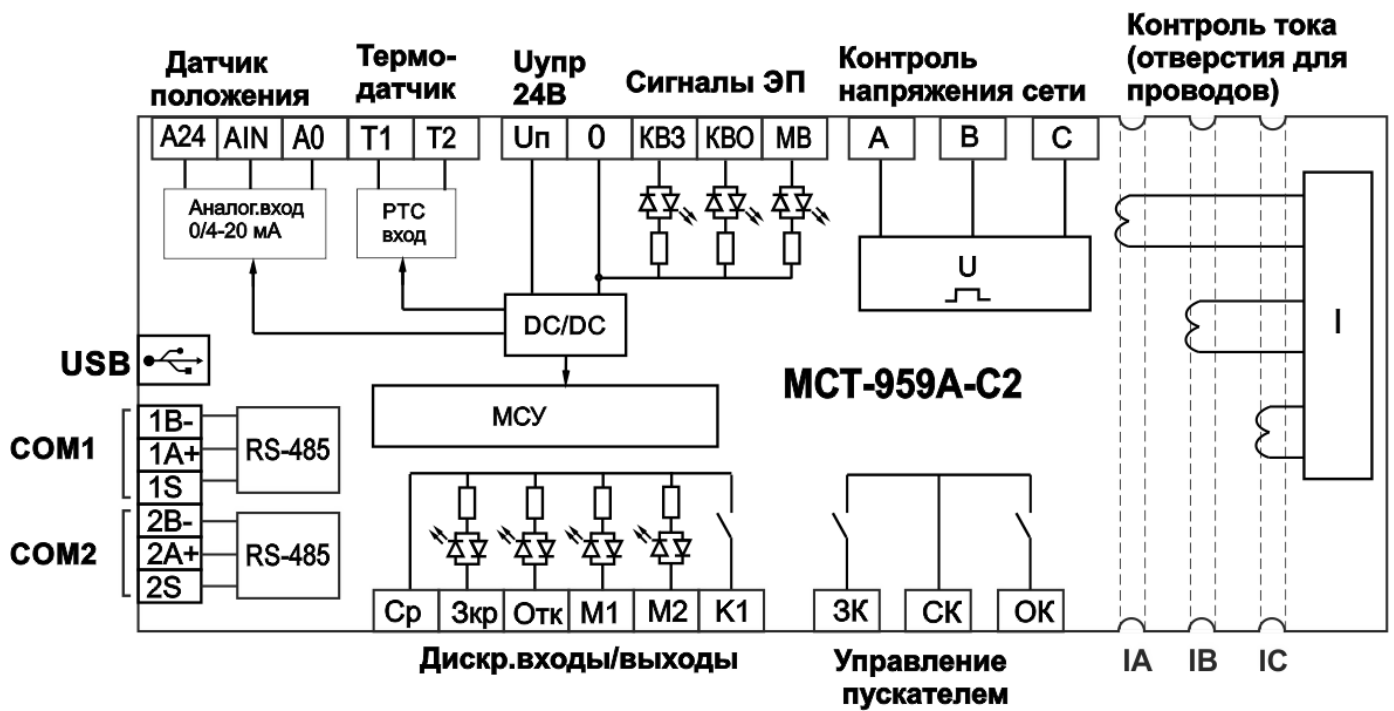 Датчик
положения
Термо-
датчик
Uупр
24В
Сигналы ЭП
Контроль
напряжения сети
Контроль тока
(отверстия для
проводов)
A24 AIN A0 T1 T2 Uп 0 КВЗ КВО МВ A B C
Аналог.вход
0/4-20 мА
PTC
вход
U
I
DC/DC
USB
МСТ-959А-С2
МСУ
COM1
1B-
1A+
1S
RS-485
COM2
2B-
2A+
2S
RS-485
Ср Зкр Отк М1 М2 К1 ЗК СК ОК
Дискр.входы/выходы
Управление
пускателем
IA IB IC